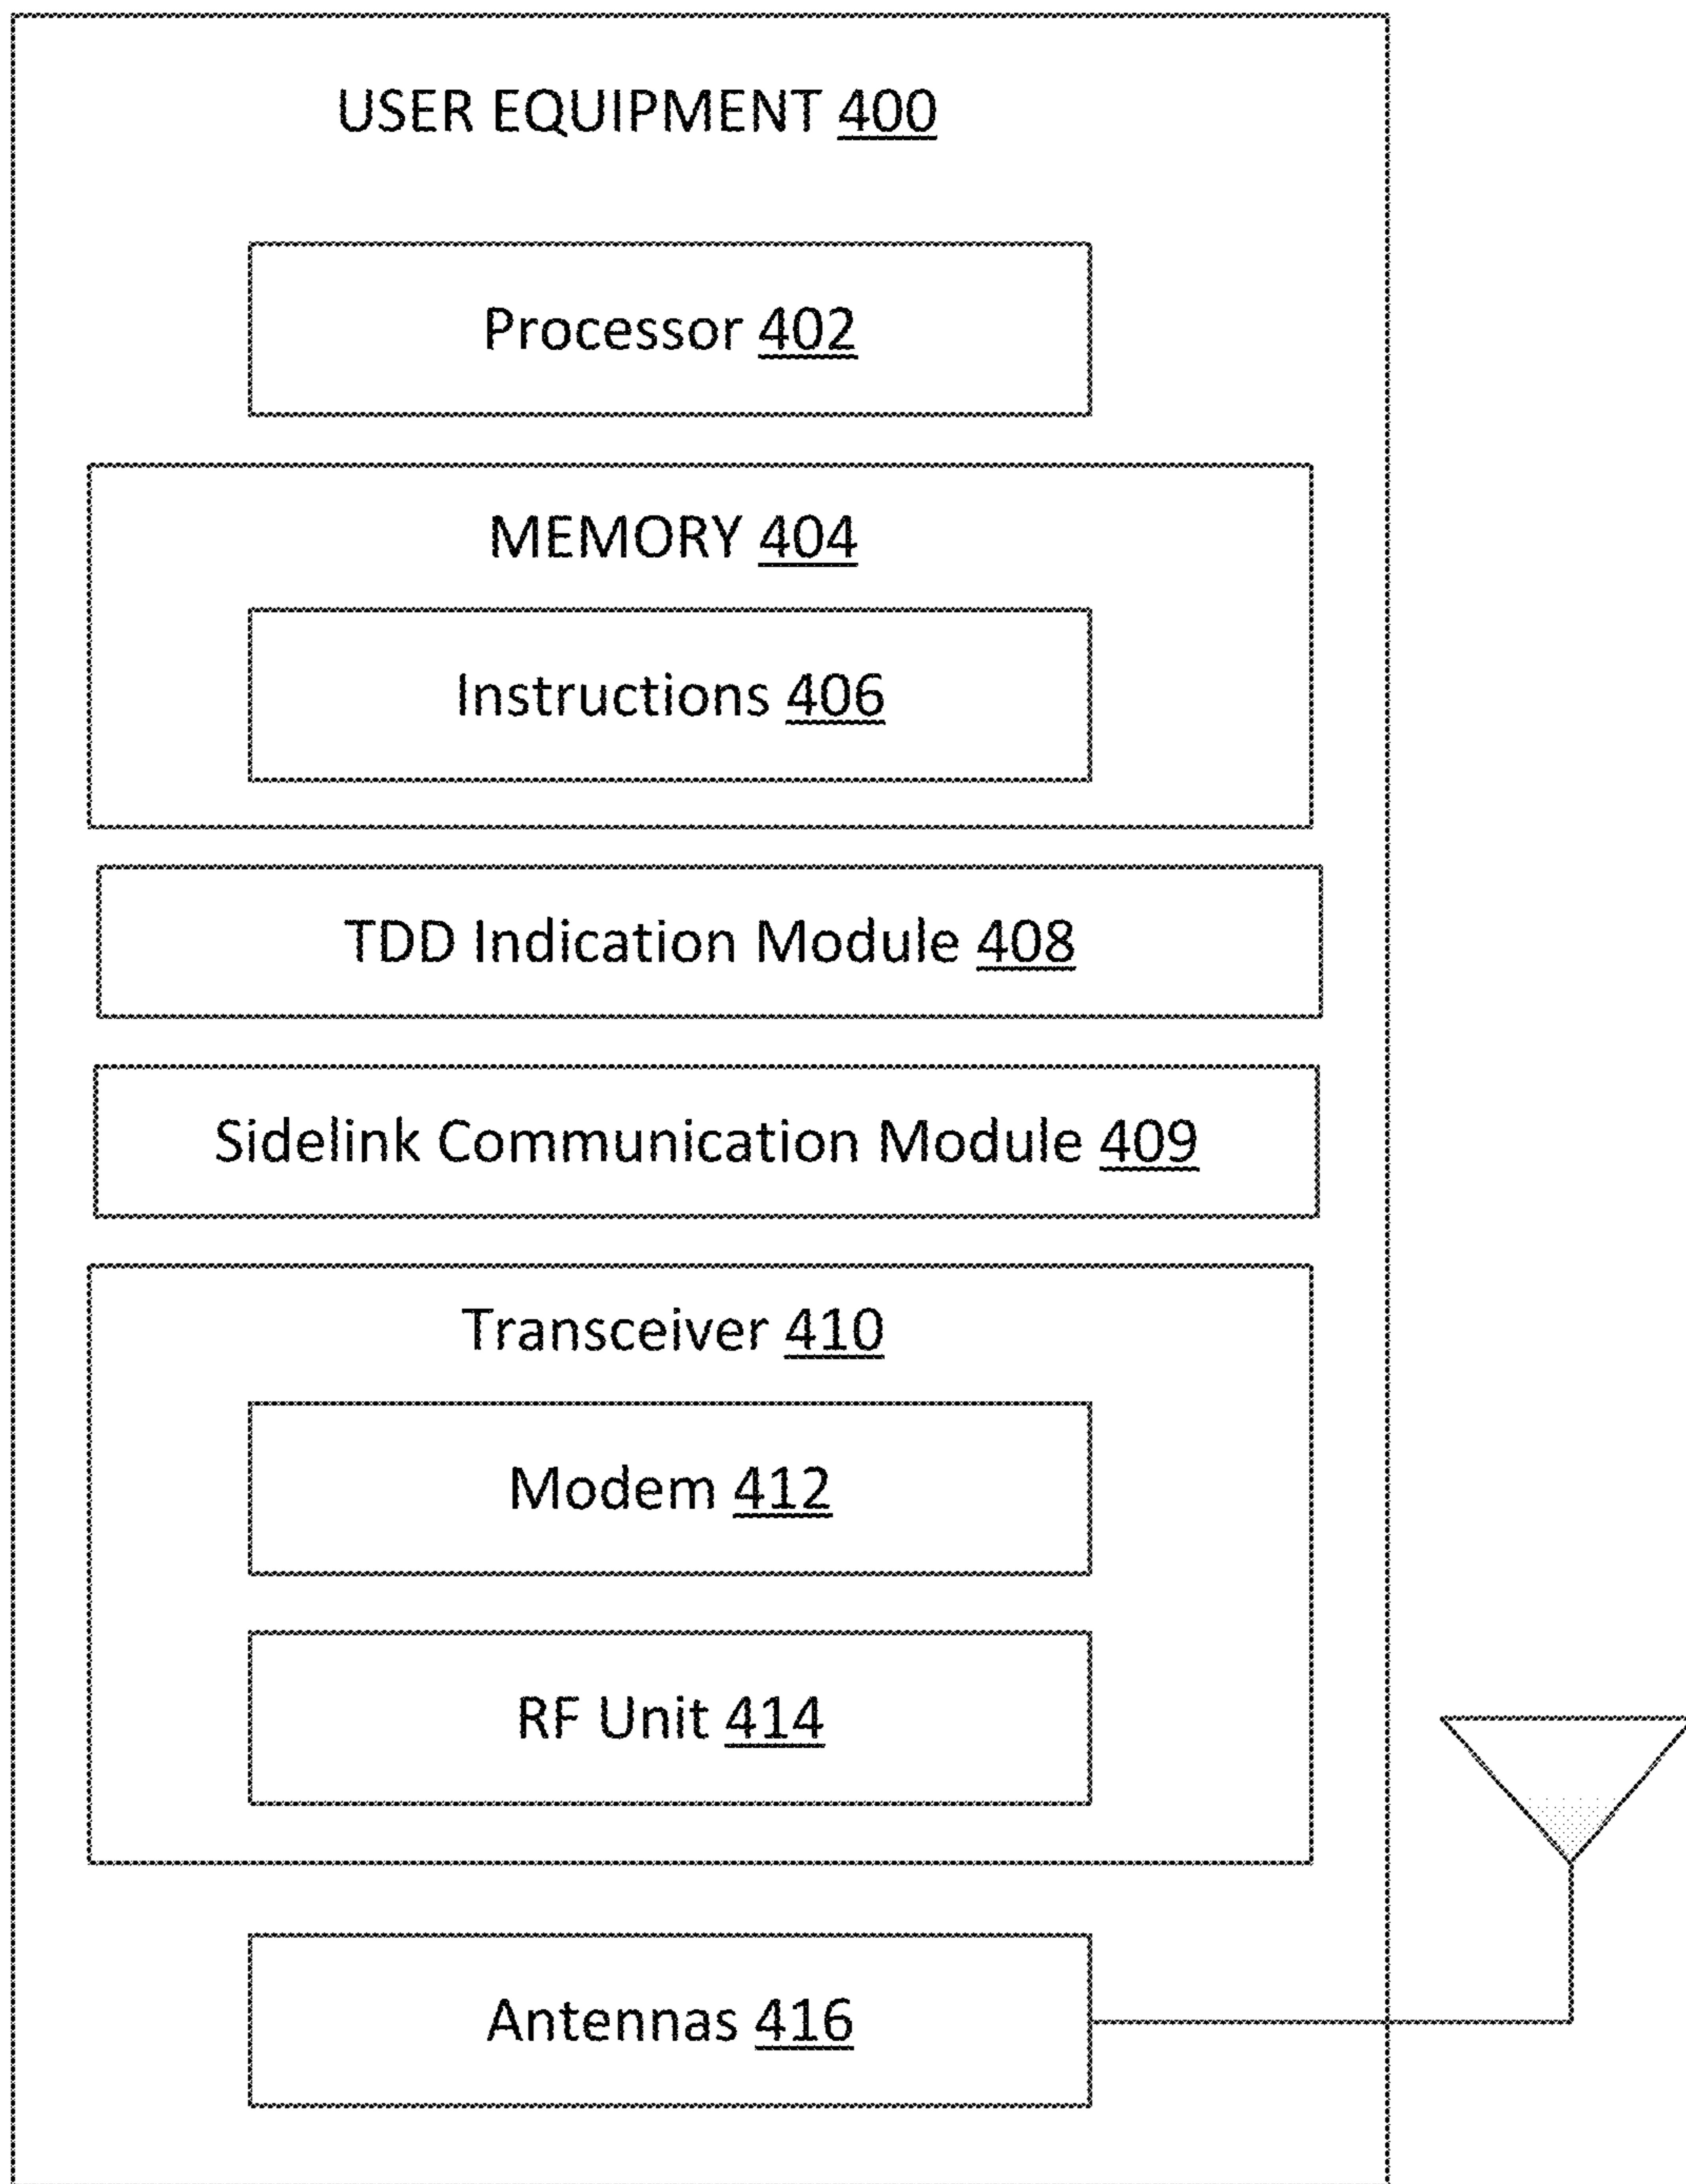 USER EQUIPMENT 400
Processor 402
MEMORY 404
Instructions 406
TDD Indication Module 408
Sidelink Communication Module 409
Transceiver 410
Modem 412
RF Unit 414
Antennas 416